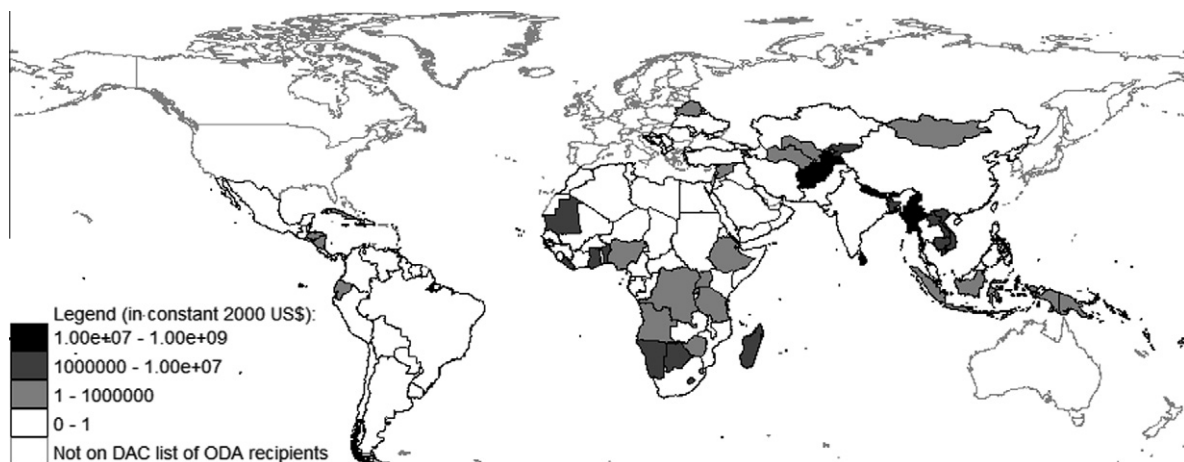 Legend (in constant 2000 US$):
1.00e+07 - 1.00e+09
1000000 - 1.00e+07
1 - 1000000
0 - 1
Not on DAC list of ODA recipients